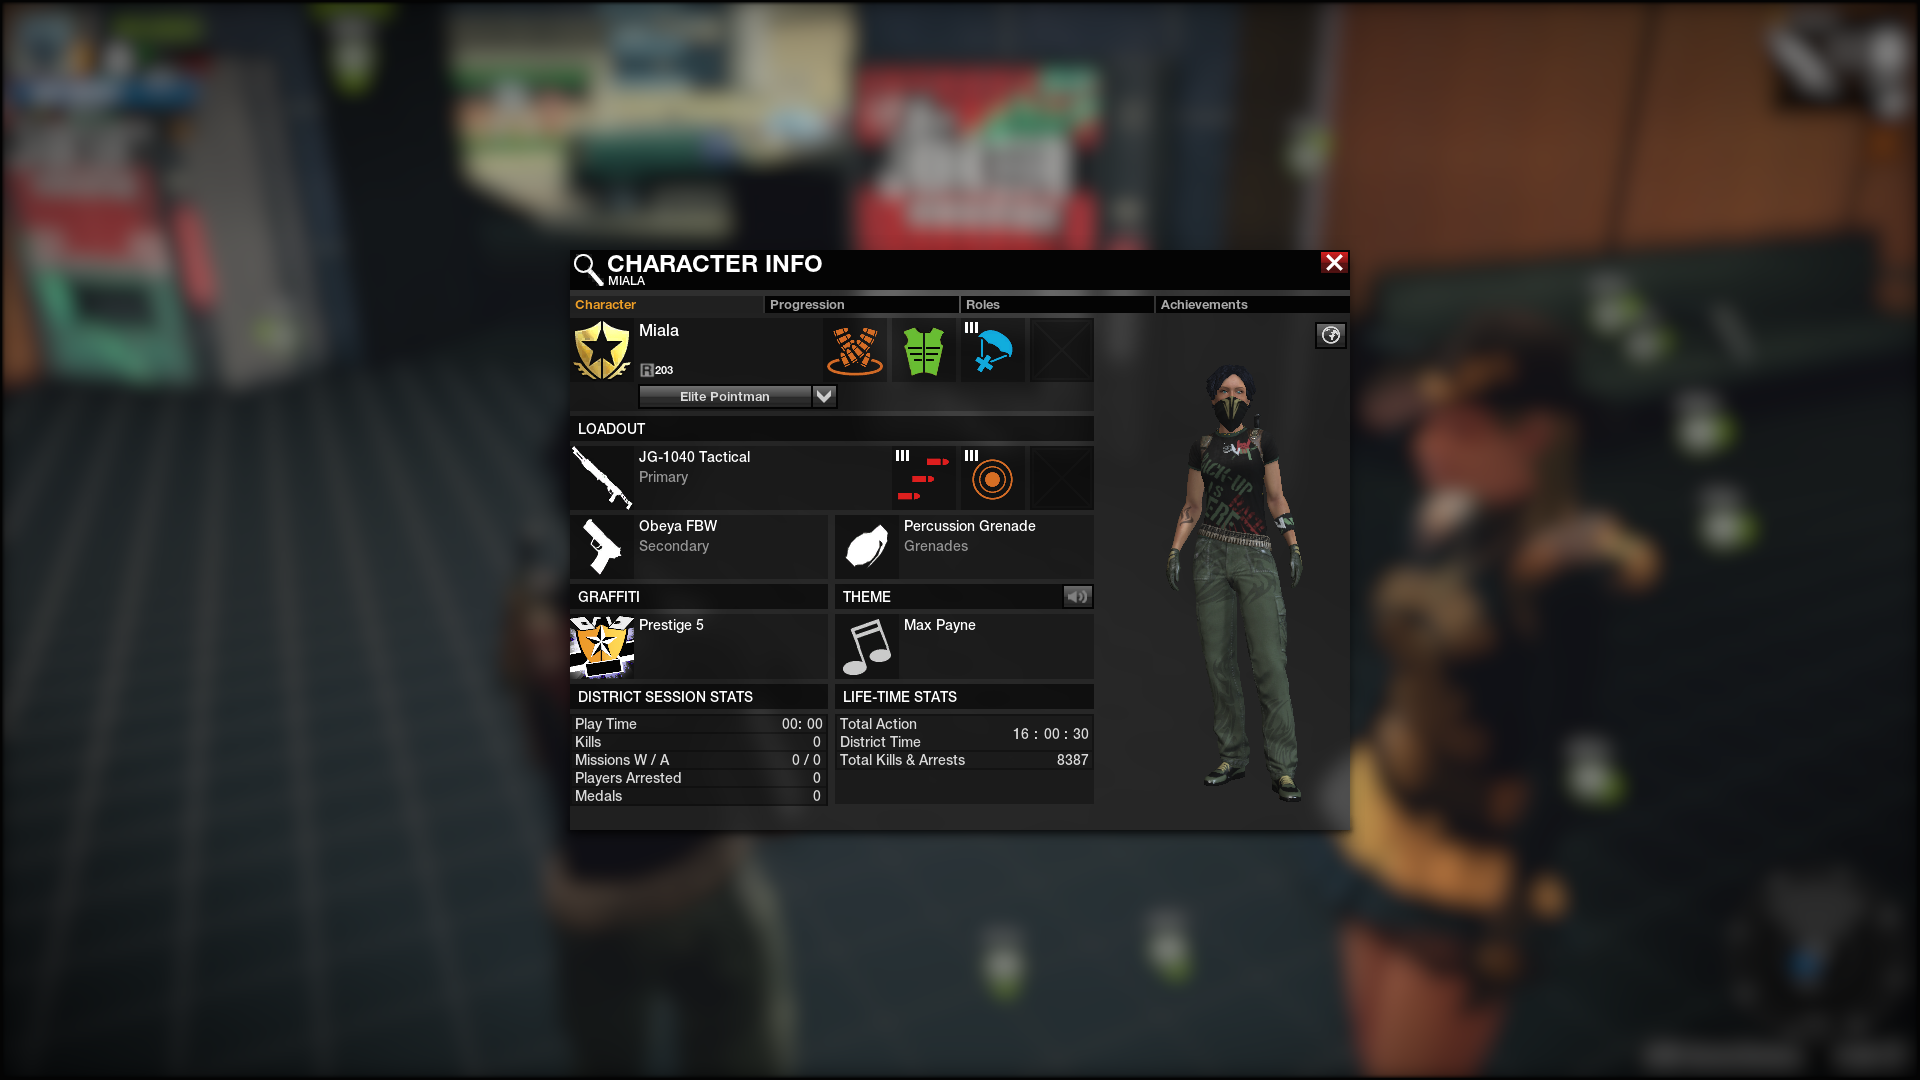 CHARACTER INFO
MIALA
Character
Progression
Roles
Achievements
Miala
R203
Elite Pointman
LOADOUT
JG-1040 Tactical
Primary
Obeya FBW
Secondary
Percussion Grenade
Grenades
GRAFFITI
Prestige 5
THEME
Max Payne
DISTRICT SESSION STATS
Play Time 00: 00
Kills 0
Missions W / A 0 / 0
Players Arrested 0
Medals 0
LIFE-TIME STATS
Total Action
District Time 16 : 00 : 30
Total Kills & Arrests 8387